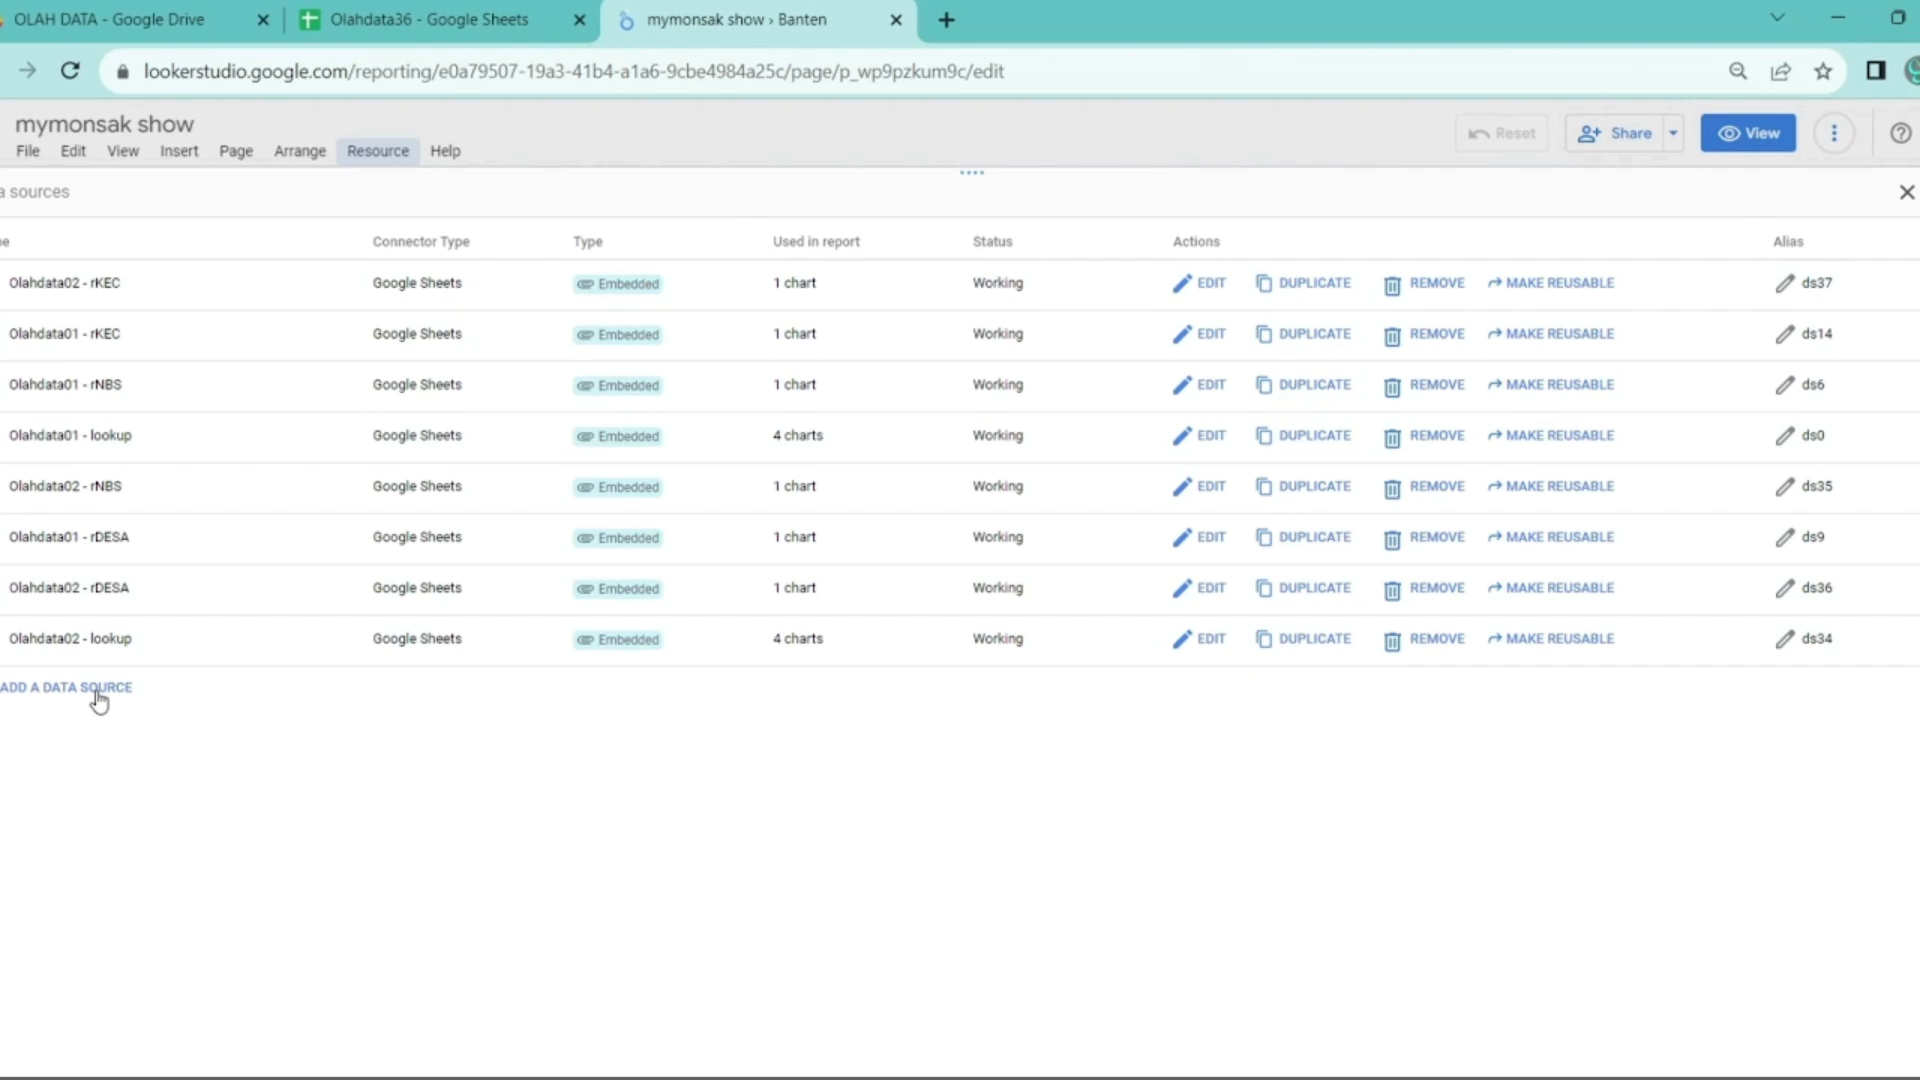 OLAH DATA - Google Drive
Olahdata36 - Google Sheets
mymonsak show › Banten
lookerstudio.google.com/reporting/e0a79507-19a3-41b4-a1a6-9cbe4984a25c/page/p_wp9pzkum9c/edit
mymonsak show
Reset
Share
View
File Edit View Insert Page Arrange Resource Help
a sources
e Connector Type Type Used in report Status Actions Alias
Olahdata02 - rKEC Google Sheets Embedded 1 chart Working EDIT DUPLICATE REMOVE MAKE REUSABLE ds37
Olahdata01 - rKEC Google Sheets Embedded 1 chart Working EDIT DUPLICATE REMOVE MAKE REUSABLE ds14
Olahdata01 - rNBS Google Sheets Embedded 1 chart Working EDIT DUPLICATE REMOVE MAKE REUSABLE ds6
Olahdata01 - lookup Google Sheets Embedded 4 charts Working EDIT DUPLICATE REMOVE MAKE REUSABLE ds0
Olahdata02 - rNBS Google Sheets Embedded 1 chart Working EDIT DUPLICATE REMOVE MAKE REUSABLE ds35
Olahdata01 - rDESA Google Sheets Embedded 1 chart Working EDIT DUPLICATE REMOVE MAKE REUSABLE ds9
Olahdata02 - rDESA Google Sheets Embedded 1 chart Working EDIT DUPLICATE REMOVE MAKE REUSABLE ds36
Olahdata02 - lookup Google Sheets Embedded 4 charts Working EDIT DUPLICATE REMOVE MAKE REUSABLE ds34
ADD A DATA SOURCE